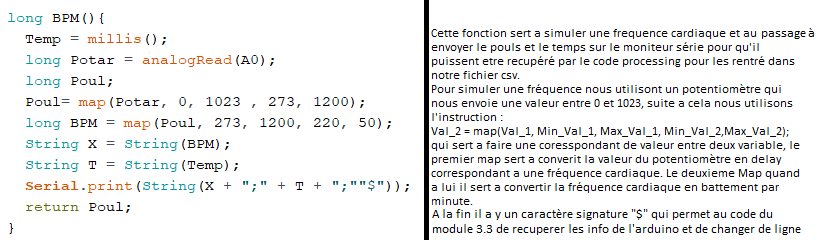 long BPM(){
Temp = millis();
long Potar = analogRead(A0);
long Poul;
Poul= map(Potar, 0, 1023 , 273, 1200);
long BPM = map(Poul, 273, 1200, 220, 50);
String X = String(BPM);
String T = String(Temp);
Serial.print(String(X + ";" + T + ";""$"));
return Poul;
}
Cette fonction sert a simuler une frequence cardiaque et au passage à
envoyer le pouls et le temps sur le moniteur série pour qu'il
puissent etre recupéré par le code processing pour les rentré dans
notre fichier csv.
Pour simuler une fréquence nous utilisont un potentiomètre qui
nous envoie une valeur entre 0 et 1023, suite a cela nous utilisons
l'instruction :
Val_2 = map(Val_1, Min_Val_1, Max_Val_1, Min_Val_2,Max_Val_2);
qui sert a faire une coresspondant de valeur entre deux variable, le
premier map sert a converit la valeur du potentiomètre en delay
correspondant a une fréquence cardiaque. Le deuxieme Map quand
a lui il sert a convertir la fréquence cardiaque en battement par
minute.
A la fin il a y un caractère signature "$" qui permet au code du
module 3.3 de recuperer les info de l'arduino et de changer de ligne